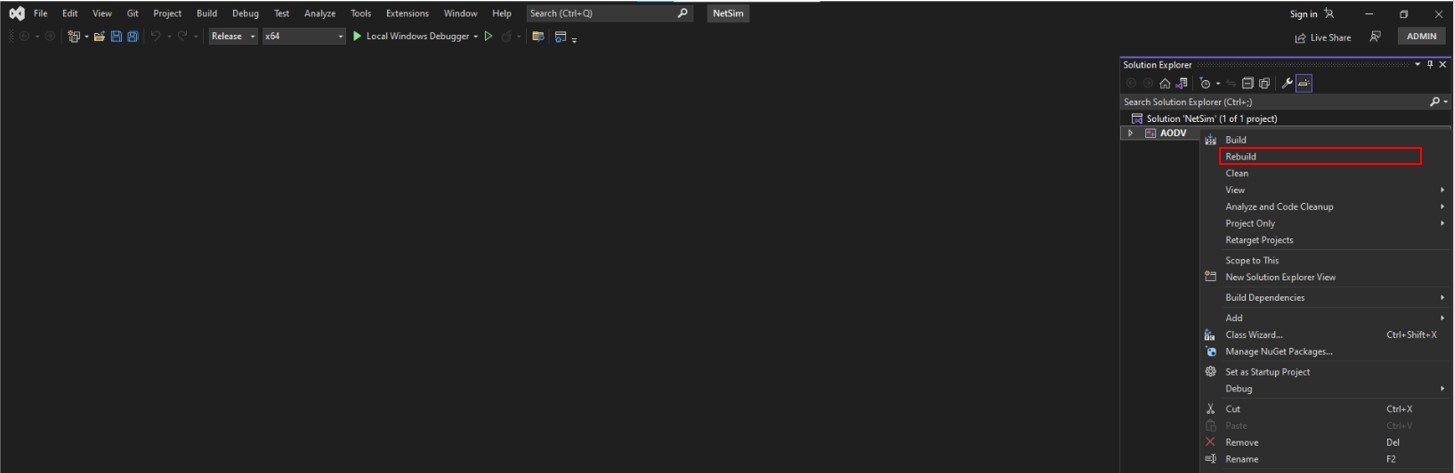 File Edit View Git Project Build Debug Test Analyze Tools Extensions Window Help Search (Ctrl+Q) NetSim Sign in
Release x64 Local Windows Debugger Live Share ADMIN
Solution Explorer
Search Solution Explorer (Ctrl+;)
Solution 'NetSim' (1 of 1 project)
AODV
Build
Rebuild
Clean
View
Analyze and Code Cleanup
Project Only
Retarget Projects
Scope to This
New Solution Explorer View
Build Dependencies
Add
Class Wizard... Ctrl+Shift+X
Manage NuGet Packages...
Set as Startup Project
Debug
Cut Ctrl+X
Paste Ctrl+V
Remove Del
Rename F2